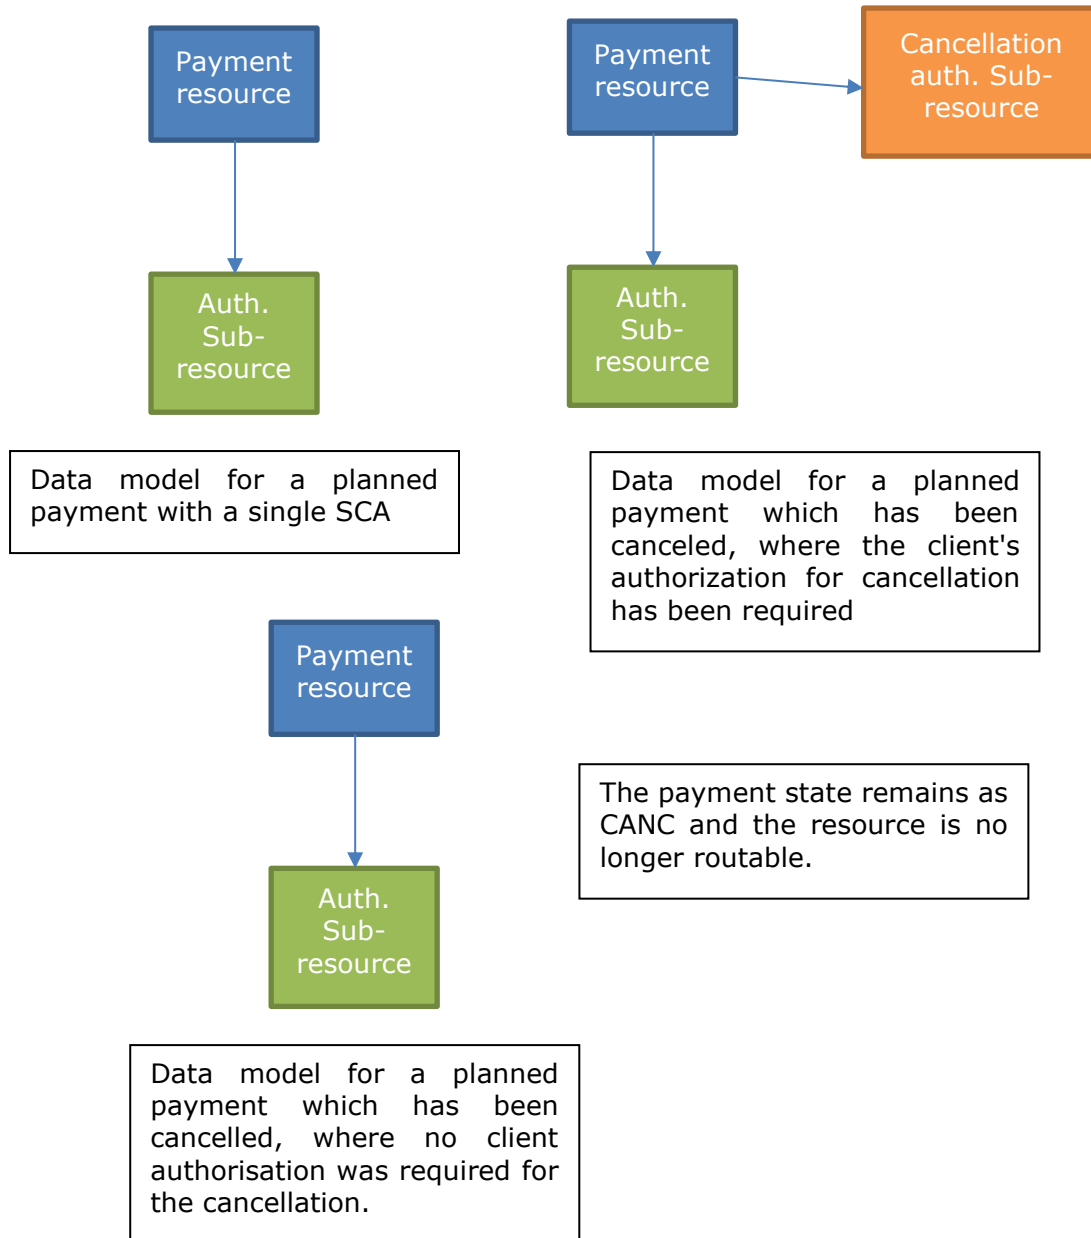 Payment
resource
Auth.
Sub-
resource
Data model for a planned
payment with a single SCA
Payment
resource
Cancellation
auth. Sub-
resource
Auth.
Sub-
resource
Data model for a planned
payment which has been
canceled, where the client's
authorization for cancellation
has been required
Payment
resource
Auth.
Sub-
resource
The payment state remains as
CANC and the resource is no
longer routable.
Data model for a planned
payment which has been
cancelled, where no client
authorisation was required for
the cancellation.